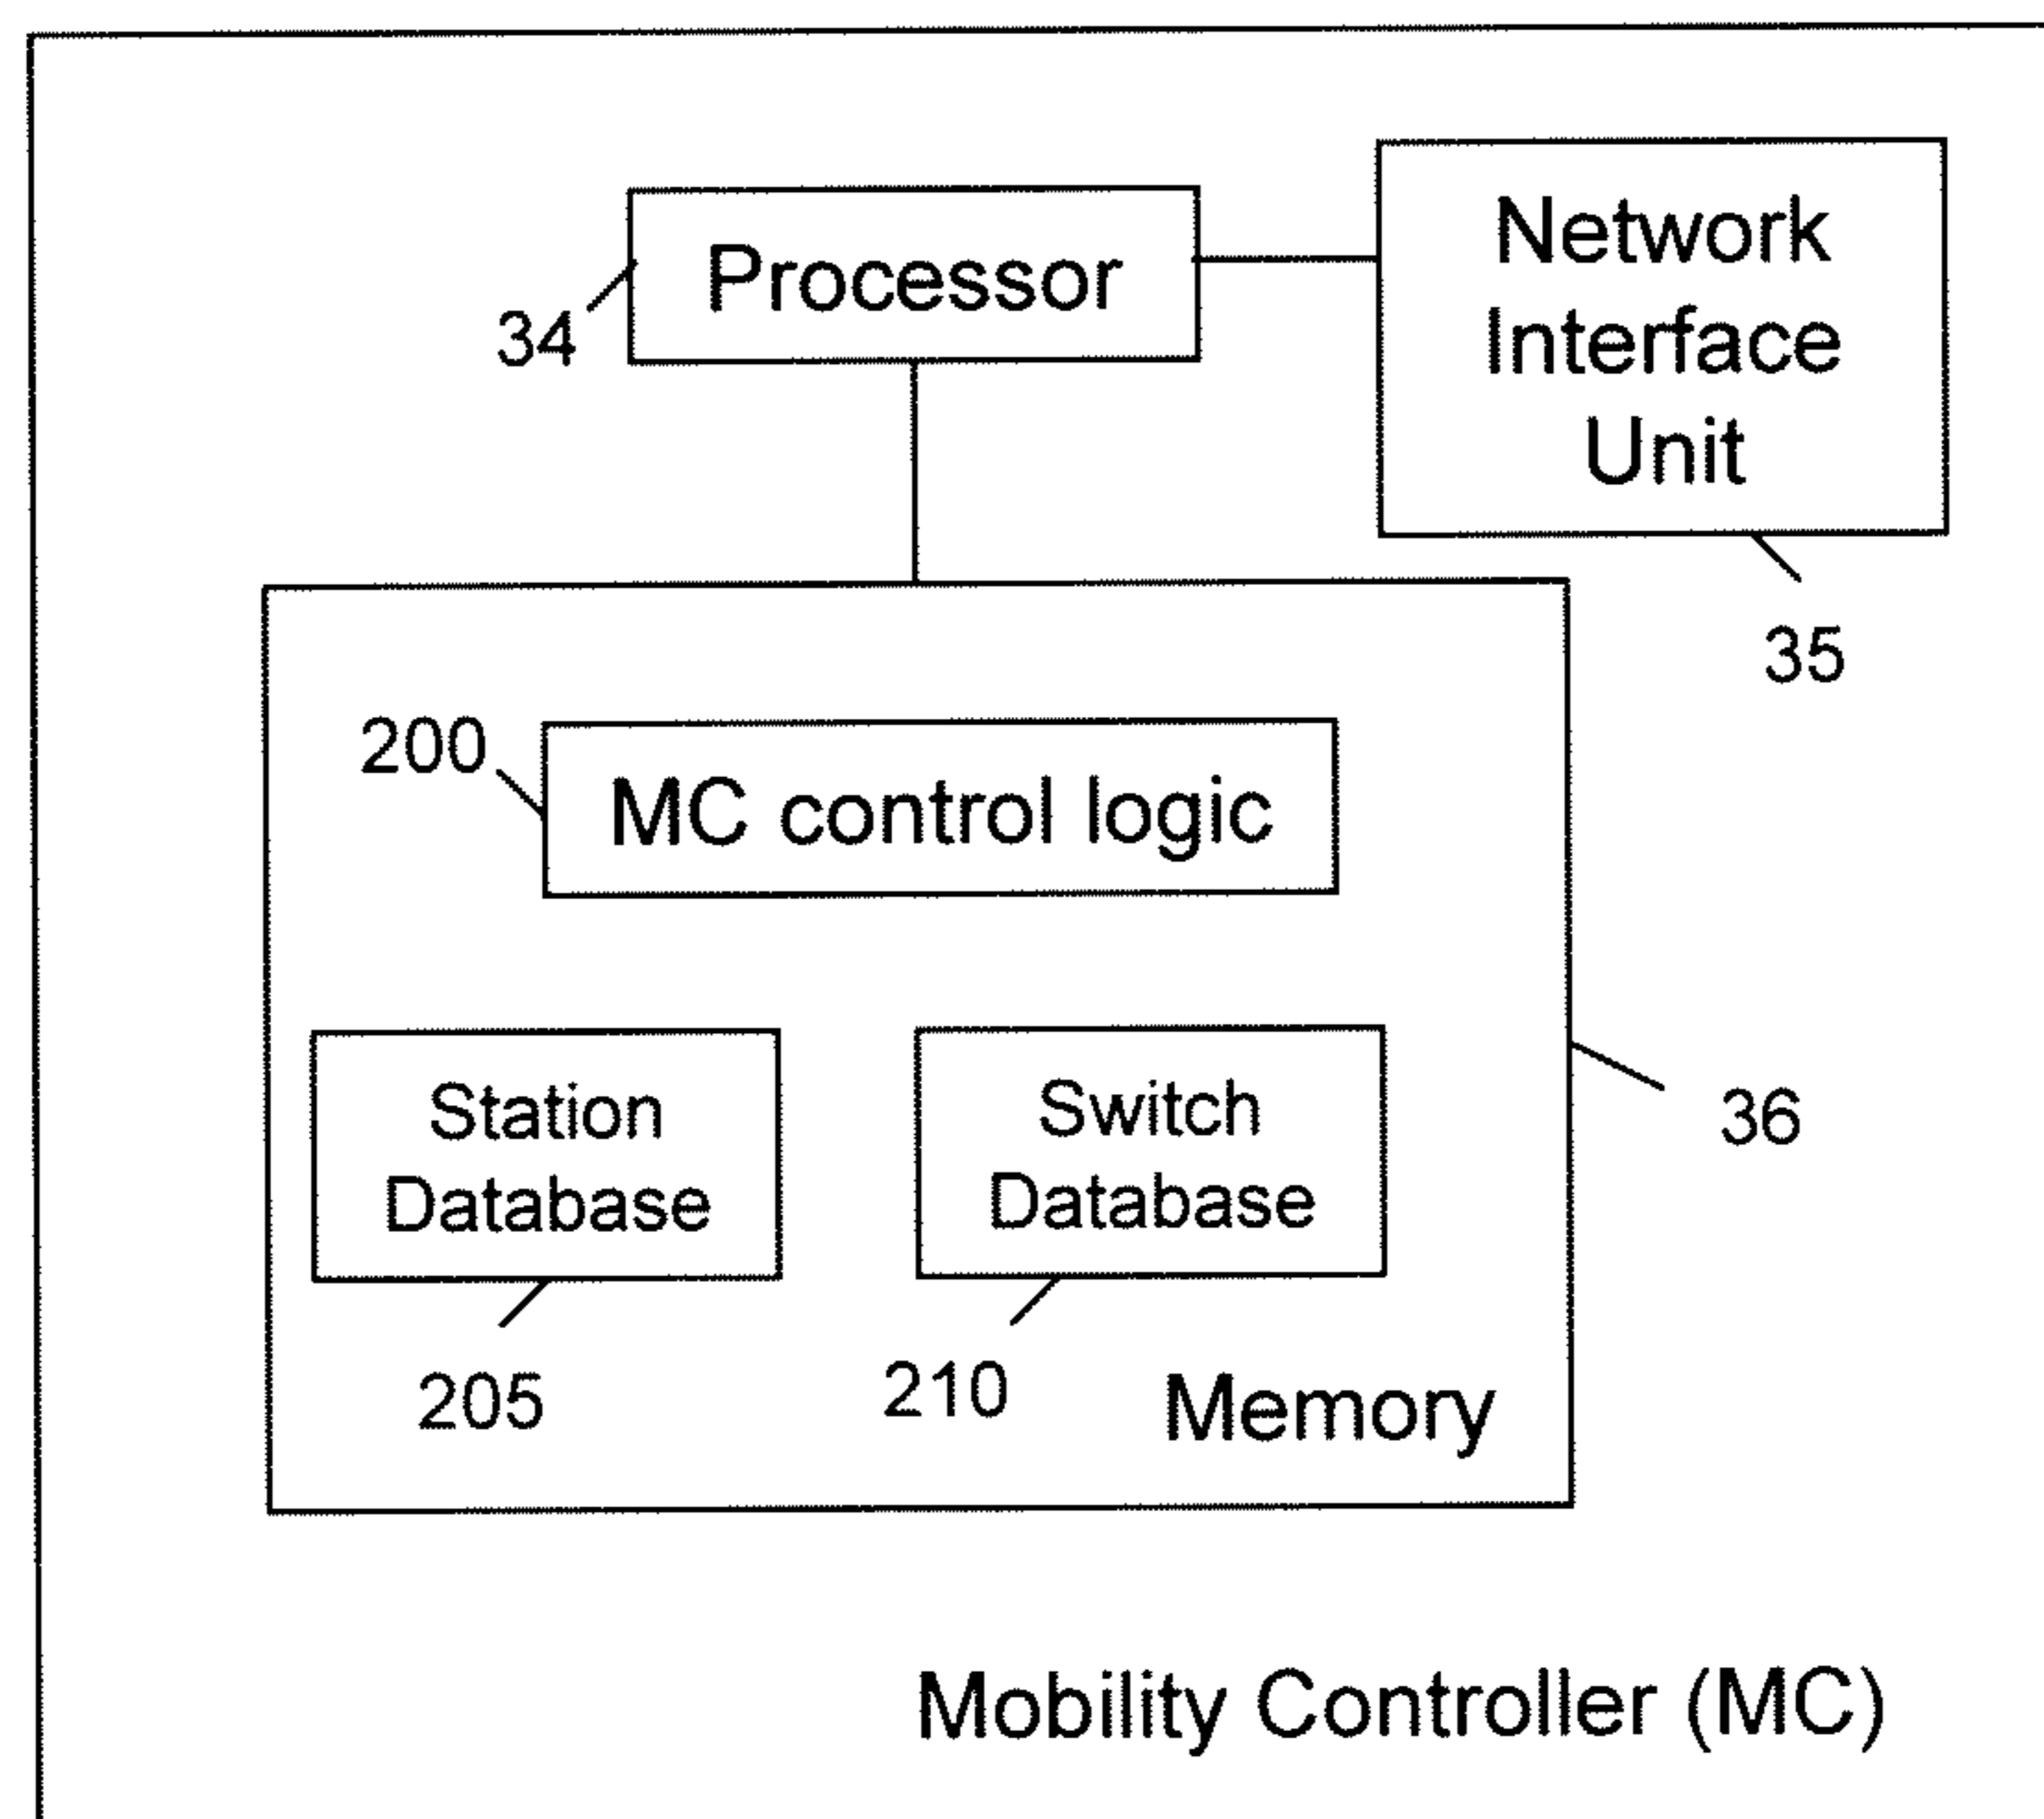 Processor
34
Network
Interface
Unit
35
200
MC control logic
Station
Database
205
Switch
Database
210
36
Memory
Mobility Controller (MC)